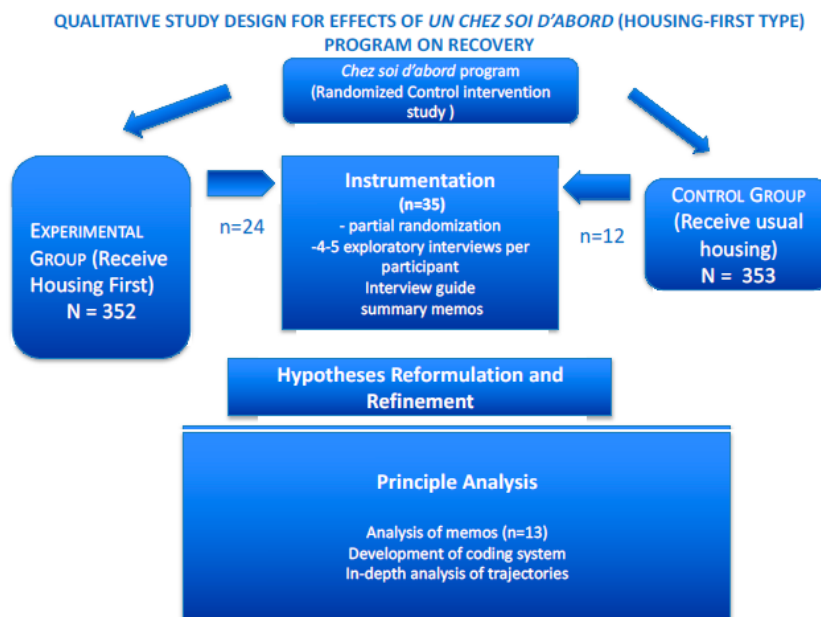 QUALITATIVE STUDY DESIGN FOR EFFECTS OF UN CHEZ SOI D'ABORD (HOUSING-FIRST TYPE)
PROGRAM ON RECOVERY
Chez soi d'abord program
(Randomized Control intervention
study )
EXPERIMENTAL
GROUP (Receive
Housing First)
N = 352
n=24
Instrumentation
(n=35)
- partial randomization
-4-5 exploratory interviews per
participant
Interview guide
summary memos
n=12
CONTROL GROUP
(Receive usual
housing)
N = 353
Hypotheses Reformulation and
Refinement
Principle Analysis
Analysis of memos (n=13)
Development of coding system
In-depth analysis of trajectories